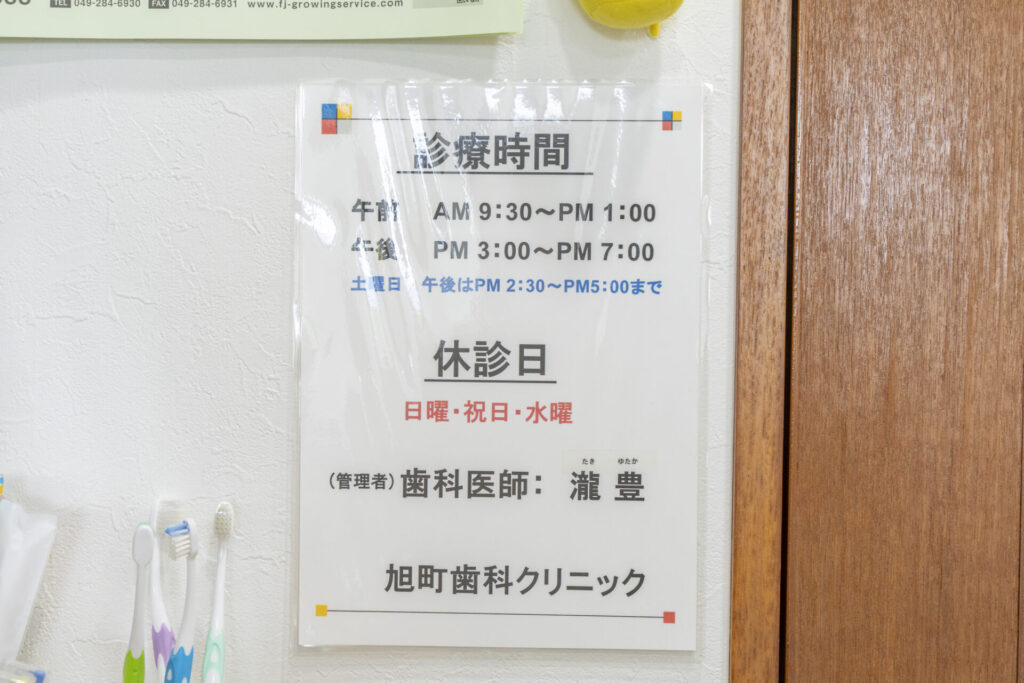 TEL 049-284-6930 FAX 049-284-6931 www.fj-growingservice.com
診療時間
午前 AM 9:30～PM 1:00
午後 PM 3:00～PM 7:00
土曜日 午後はPM 2:30～PM5:00まで
休診日
日曜・祝日・水曜
たき ゆたか
（管理者）歯科医師： 瀧 豊
旭町歯科クリニック